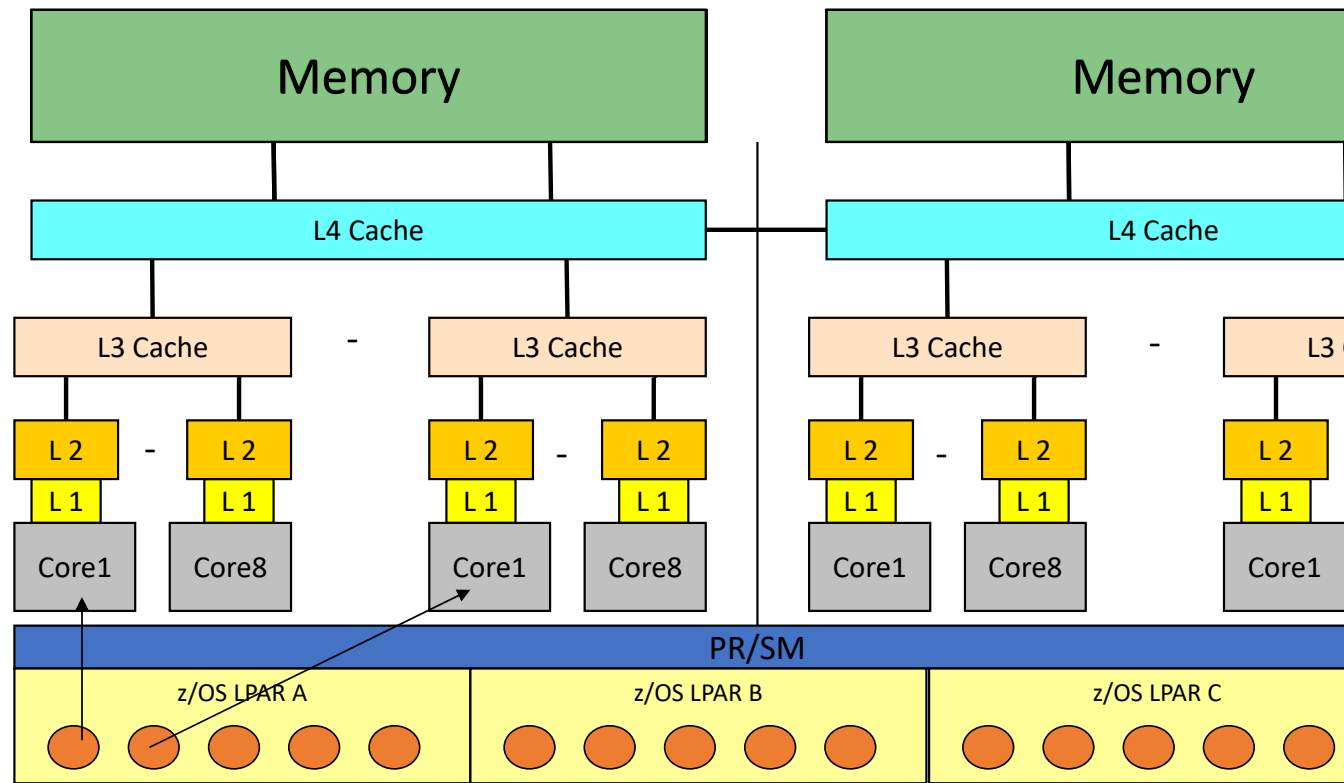 Memory
Memory
L4 Cache
L4 Cache
L3 Cache
-
L3 Cache
L3 Cache
-
L3
L 2
-
L 2
L 2
-
L 2
L 2
-
L 2
L 2
L 1
L 1
L 1
L 1
L 1
L 1
L 1
Core1
Core8
Core1
Core8
Core1
Core8
Core1
PR/SM
z/OS LPAR A
z/OS LPAR B
z/OS LPAR C